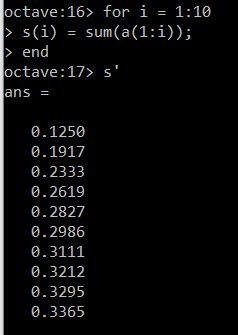 octave:16> for i = 1:10
> s(i) = sum(a(1:i));
> end
octave:17> s'
ans =
0.1250
0.1917
0.2333
0.2619
0.2827
0.2986
0.3111
0.3212
0.3295
0.3365